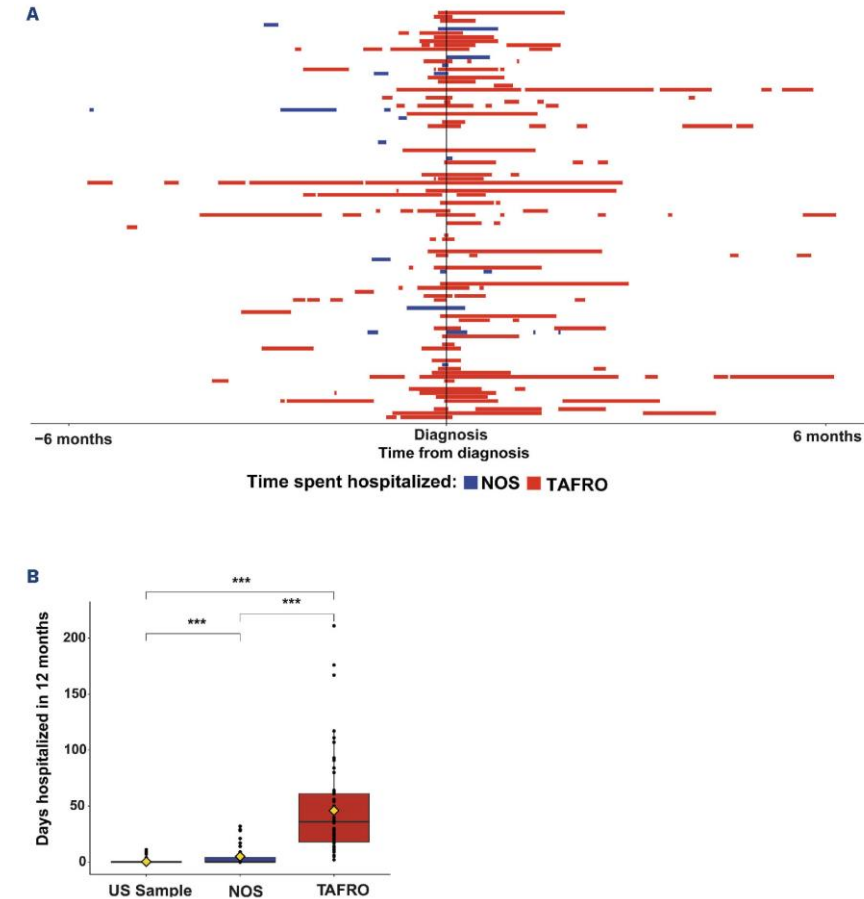 A
−6 months Diagnosis 6 months
Time from diagnosis
Time spent hospitalized: NOS TAFRO
B
***
***
***
Days hospitalized in 12 months
200
150
100
50
0
US Sample NOS TAFRO